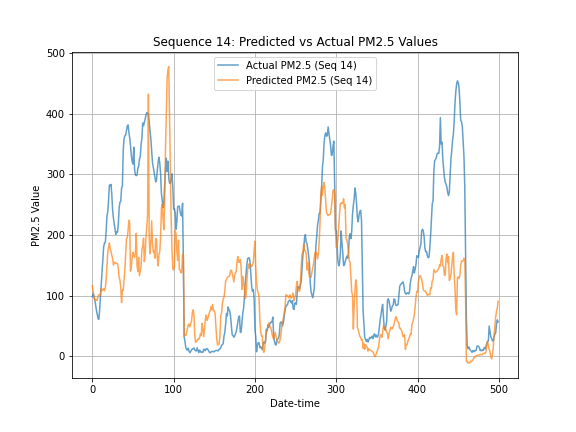 Sequence 14: Predicted vs Actual PM2.5 Values
Actual PM2.5 (Seq 14)
Predicted PM2.5 (Seq 14)
PM2.5 Value
500
400
300
200
100
0
0
100
200
300
400
500
Date-time